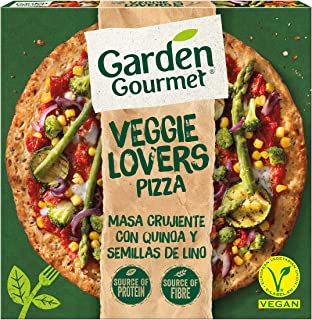 Garden
Gourmet®
VEGGIE
LOVERS
PIZZA
MASA CRUJIENTE
CON QUINOA Y
SEMILLAS DE LINO
SOURCE OF
PROTEIN
SOURCE OF
FIBRE
VEGAN